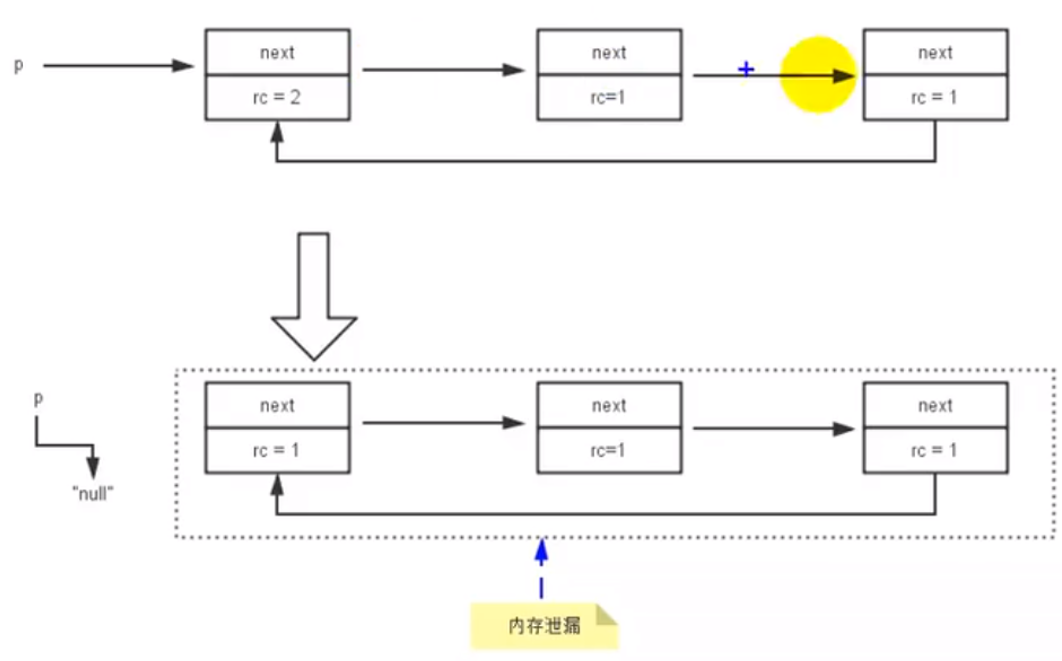 p
next
next
next
rc = 2
rc=1
rc = 1
p
next
next
next
rc = 1
rc=1
rc = 1
"null"
内存泄漏